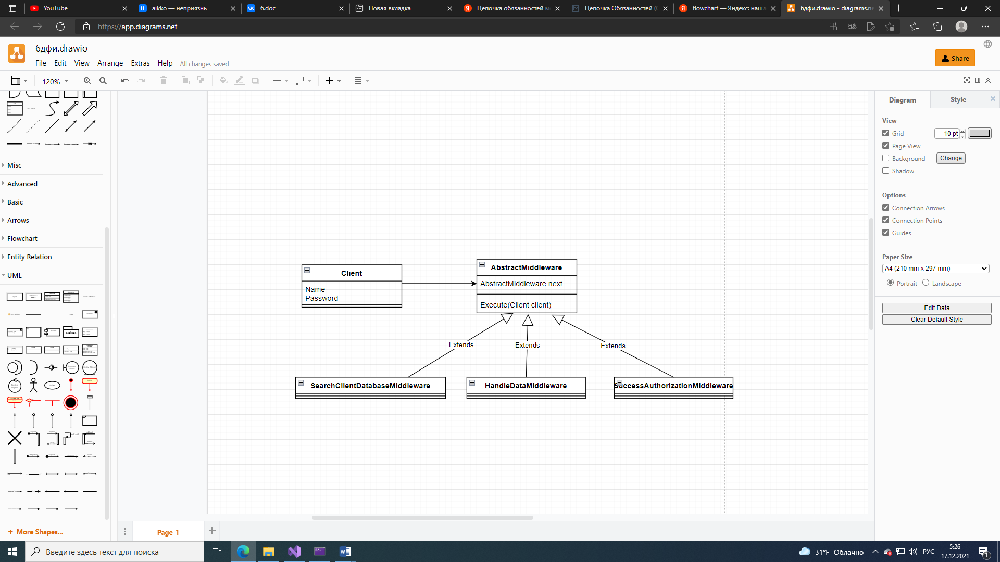 YouTube
aikko — неприязнь
6.doc
Новая вкладка
Цепочка обязанностей м
Цепочка Обязанностей (
flowchart — Яндекс: наш
6дфи.drawio - diagrams.ne
https://app.diagrams.net
6дфи.drawio
File Edit View Arrange Extras Help All changes saved
Share
120%
Misc
Advanced
Basic
Arrows
Flowchart
Entity Relation
UML
package
More Shapes...
Client
Name
Password
AbstractMiddleware
AbstractMiddleware next
Execute(Client client)
Extends
Extends
Extends
SearchClientDatabaseMiddleware
HandleDataMiddleware
SuccessAuthorizationMiddleware
Page-1
Diagram
Style
View
Grid
10 pt
Page View
Background
Change
Shadow
Options
Connection Arrows
Connection Points
Guides
Paper Size
A4 (210 mm x 297 mm)
Portrait Landscape
Edit Data
Clear Default Style
Введите здесь текст для поиска
31°F Облачно
РУС
5:26
17.12.2021
1